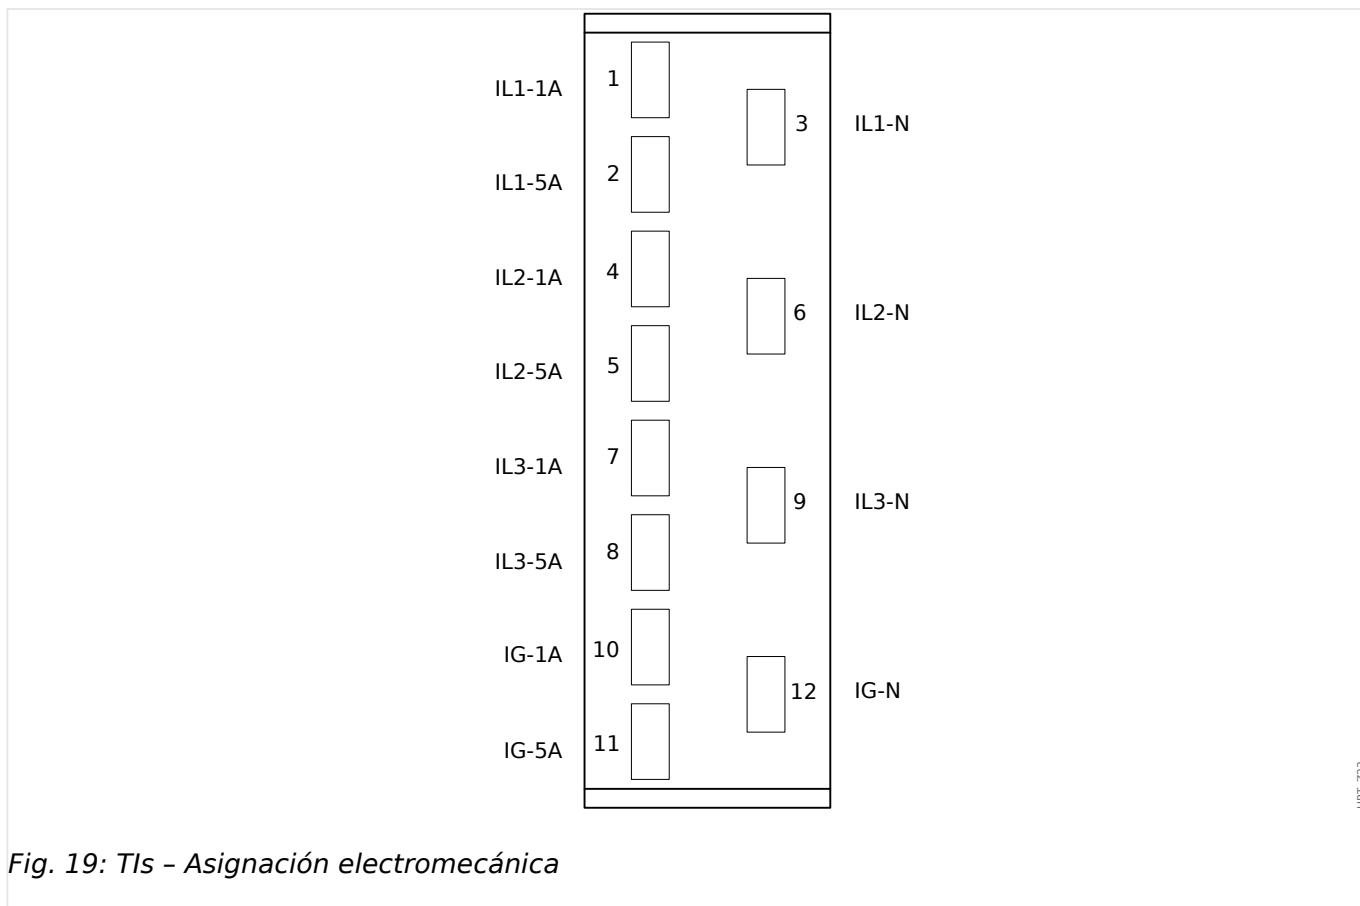 IL1-1A 1
3 IL1-N
IL1-5A 2
IL2-1A 4
6 IL2-N
IL2-5A 5
IL3-1A 7
9 IL3-N
IL3-5A 8
IG-1A 10
12 IG-N
IG-5A 11
Fig. 19: TIs – Asignación electromecánica